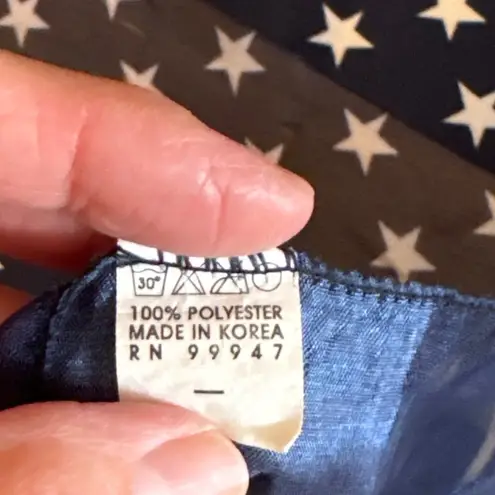 30°
100% POLYESTER
MADE IN KOREA
RN 99947